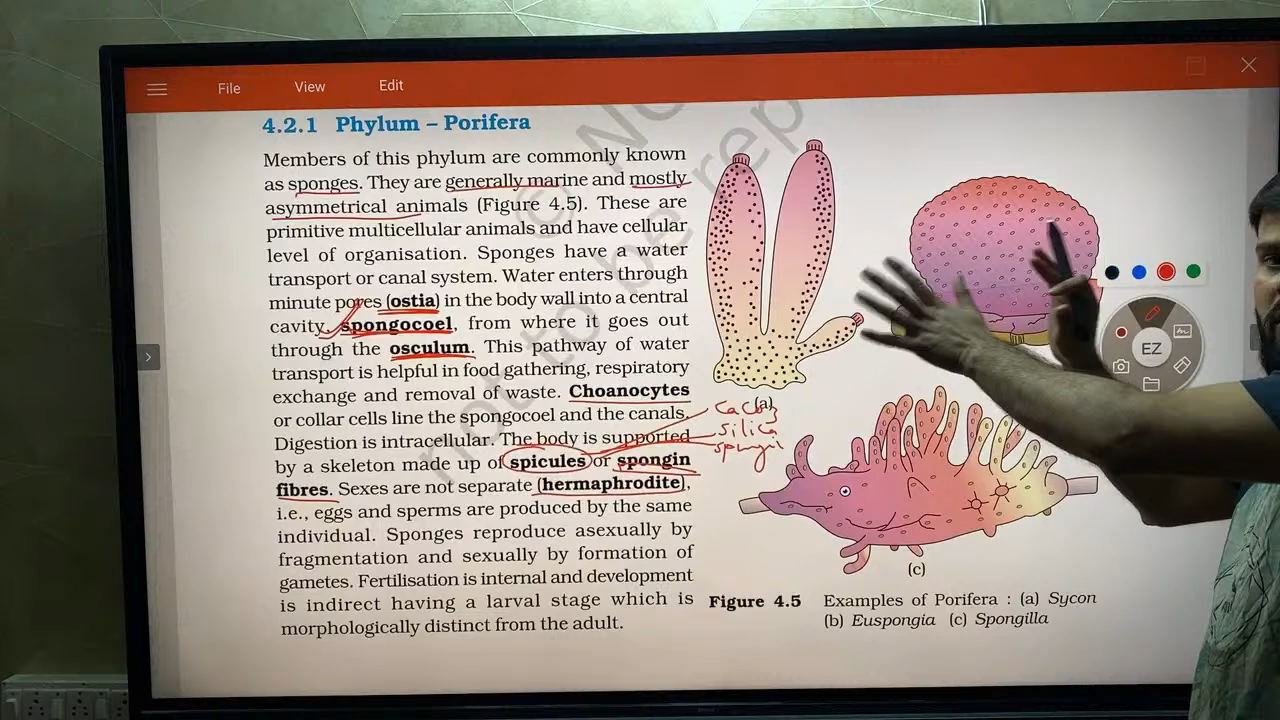 File View Edit
4.2.1 Phylum – Porifera
Members of this phylum are commonly known
as sponges. They are generally marine and mostly
asymmetrical animals (Figure 4.5). These are
primitive multicellular animals and have cellular
level of organisation. Sponges have a water
transport or canal system. Water enters through
minute pores (ostia) in the body wall into a central
cavity, spongocoel, from where it goes out
through the osculum. This pathway of water
transport is helpful in food gathering, respiratory
exchange and removal of waste. Choanocytes
or collar cells line the spongocoel and the canals.
Digestion is intracellular. The body is supported
by a skeleton made up of spicules or spongin
fibres. Sexes are not separate (hermaphrodite),
i.e., eggs and sperms are produced by the same
individual. Sponges reproduce asexually by
fragmentation and sexually by formation of
gametes. Fertilisation is internal and development
is indirect having a larval stage which is
morphologically distinct from the adult.
(a)
silica
(c)
Figure 4.5 Examples of Porifera : (a) Sycon
(b) Euspongia (c) Spongilla
EZ
not to be rep
©